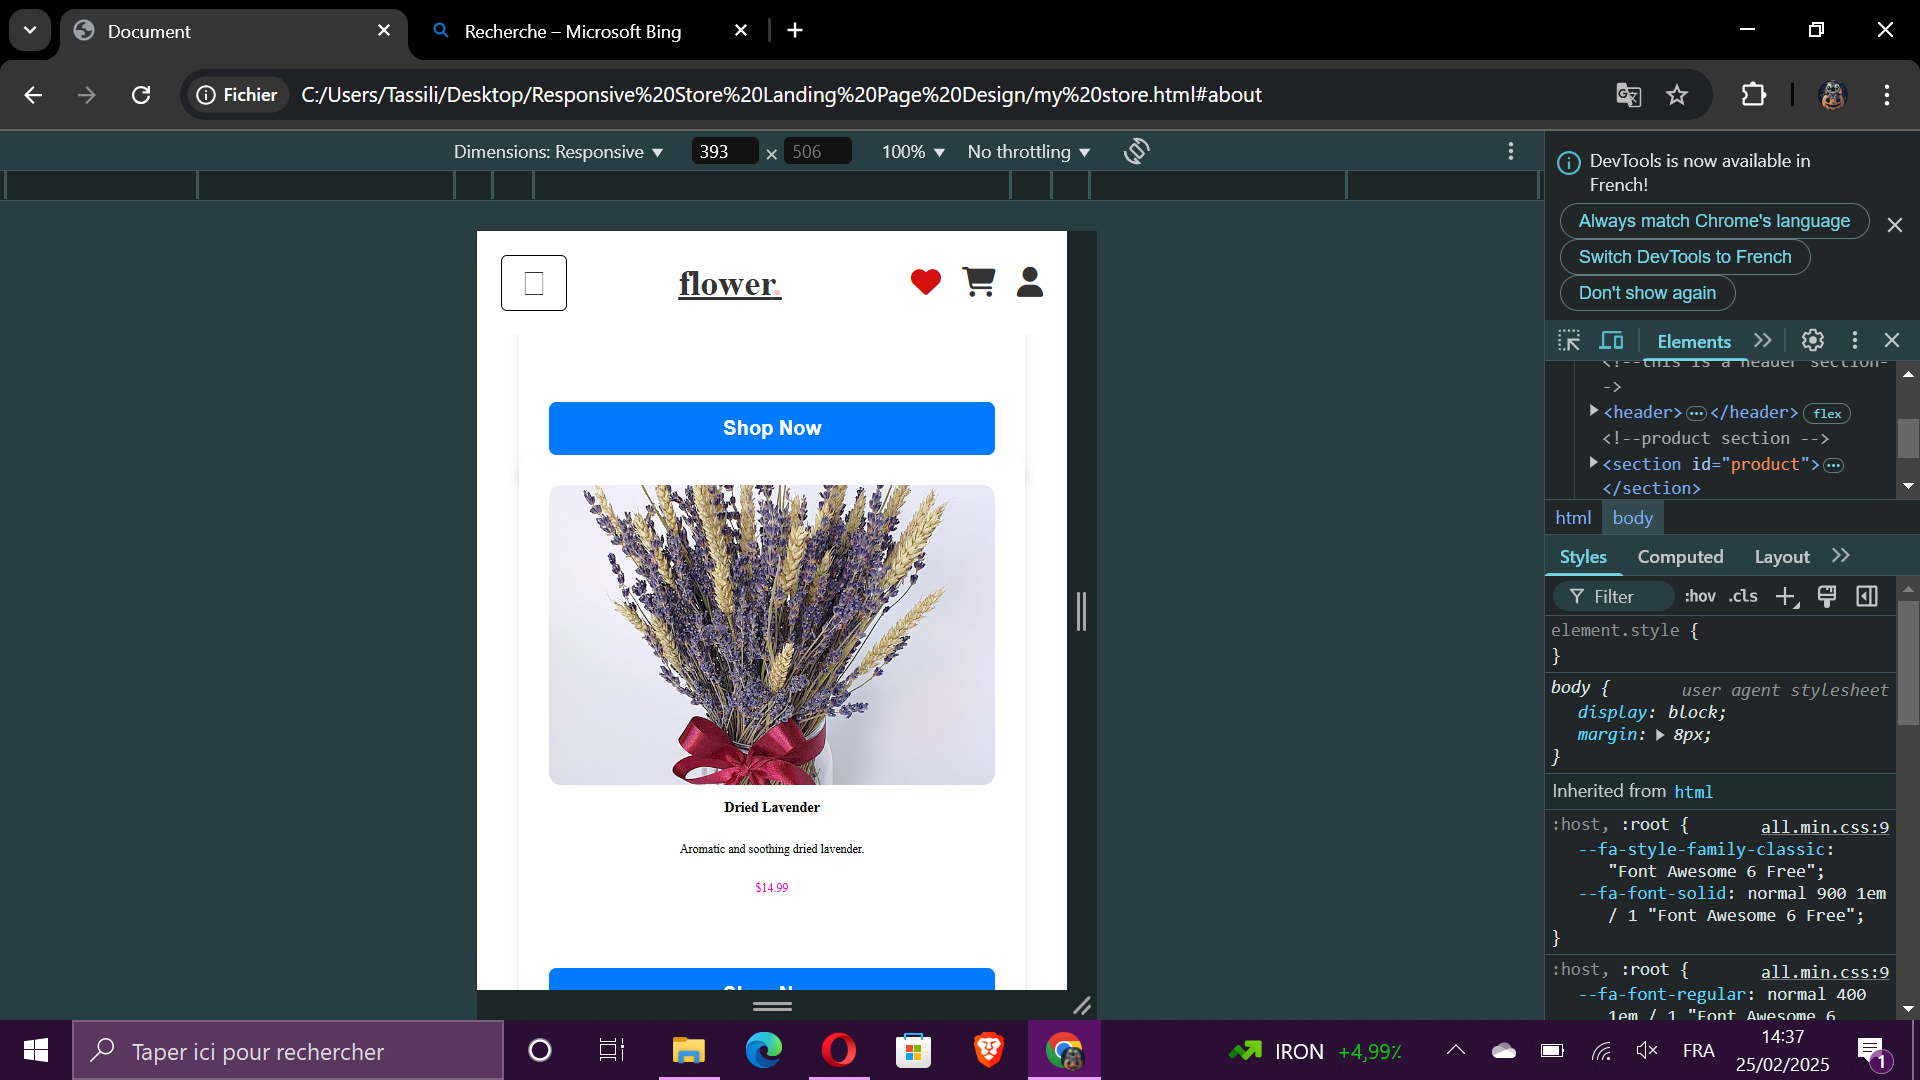 Document
Recherche – Microsoft Bing
Fichier
C:/Users/Tassili/Desktop/Responsive%20Store%20Landing%20Page%20Design/my%20store.html#about
Dimensions: Responsive
393 × 506
100%
No throttling
DevTools is now available in
French!
Always match Chrome's language
Switch DevTools to French
Don't show again
flower.
Elements
<!--this is a header section-
->
<header> ··· </header> flex
<!--product section -->
<section id="product"> ···
</section>
html body
Shop Now
Styles Computed Layout
Filter :hov .cls
element.style {
}
body { user agent stylesheet
display: block;
margin: 8px;
}
Inherited from html
:host, :root { all.min.css:9
--fa-style-family-classic:
"Font Awesome 6 Free";
--fa-font-solid: normal 900 1em
/ 1 "Font Awesome 6 Free";
}
:host, :root { all.min.css:9
--fa-font-regular: normal 400
1em / 1 "Font Awesome 6
Dried Lavender
Aromatic and soothing dried lavender.
$14.99
Shop Now
Taper ici pour rechercher
IRON +4,99%
FRA
14:37
25/02/2025
1